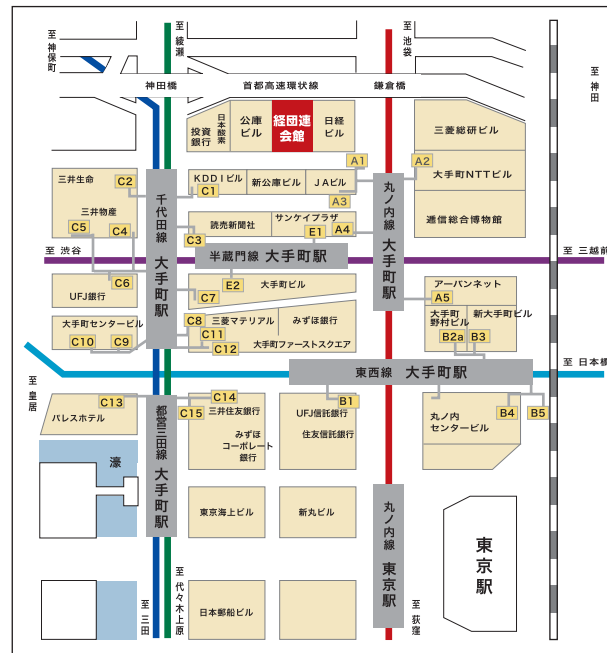 至神保町
至綾瀬
至池袋
至神田
神田橋
首都高速環状線
鎌倉橋
投資
銀行
日本酸素
公庫
ビル
経団連
会館
日経
ビル
三菱総研ビル
三井生命
C2
KDDIビル
C1
新公庫ビル
JAビル
A1
A3
A2
大手町NTTビル
三井物産
C5
C4
千代田線 大手町駅
C3
読売新聞社
サンケイプラザ
E1
A4
丸ノ内線 大手町駅
逓信総合博物館
至 渋谷
半蔵門線 大手町駅
至 三越前
C6
UFJ銀行
E2
C7
大手町ビル
アーバンネット
A5
大手町センタービル
C10
C9
C8
三菱マテリアル
みずほ銀行
C11
C12
大手町ファーストスクエア
大手町
野村ビル
新大手町ビル
B2a
B3
至皇居
東西線 大手町駅
至 日本橋
C13
パレスホテル
都営三田線 大手町駅
C14
C15
三井住友銀行
みずほ
コーポレート
銀行
B1
UFJ信託銀行
住友信託銀行
丸ノ内
センタービル
B4
B5
濠
東京海上ビル
新丸ビル
丸ノ内線 東京駅
東京駅
至三田
至代々木上原
日本郵船ビル
至荻窪